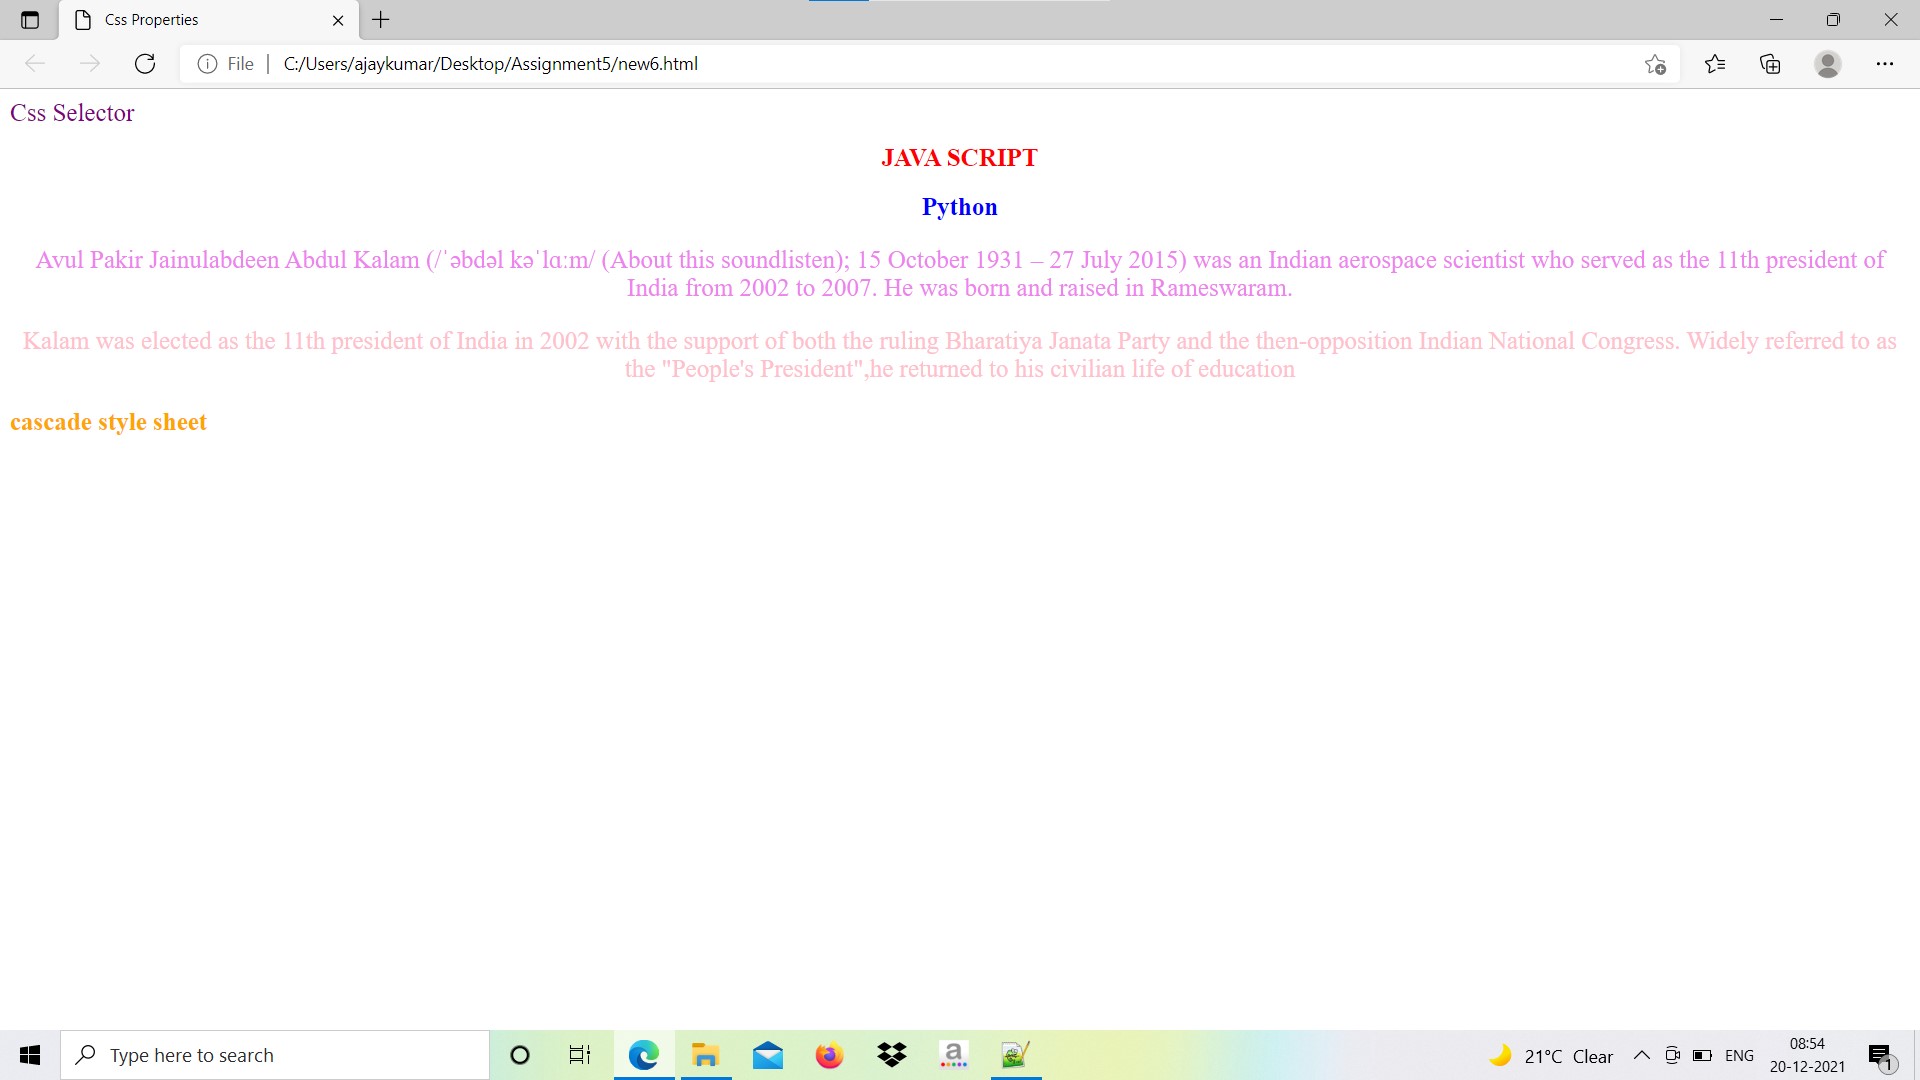 Css Properties
File
C:/Users/ajaykumar/Desktop/Assignment5/new6.html
Css Selector
JAVA SCRIPT
Python
Avul Pakir Jainulabdeen Abdul Kalam (/ˈəbdəl kəˈlɑːm/ (About this soundlisten); 15 October 1931 – 27 July 2015) was an Indian aerospace scientist who served as the 11th president of
India from 2002 to 2007. He was born and raised in Rameswaram.
Kalam was elected as the 11th president of India in 2002 with the support of both the ruling Bharatiya Janata Party and the then-opposition Indian National Congress. Widely referred to as
the "People's President",he returned to his civilian life of education
cascade style sheet
Type here to search
a
21°C Clear
ENG
08:54
20-12-2021
1